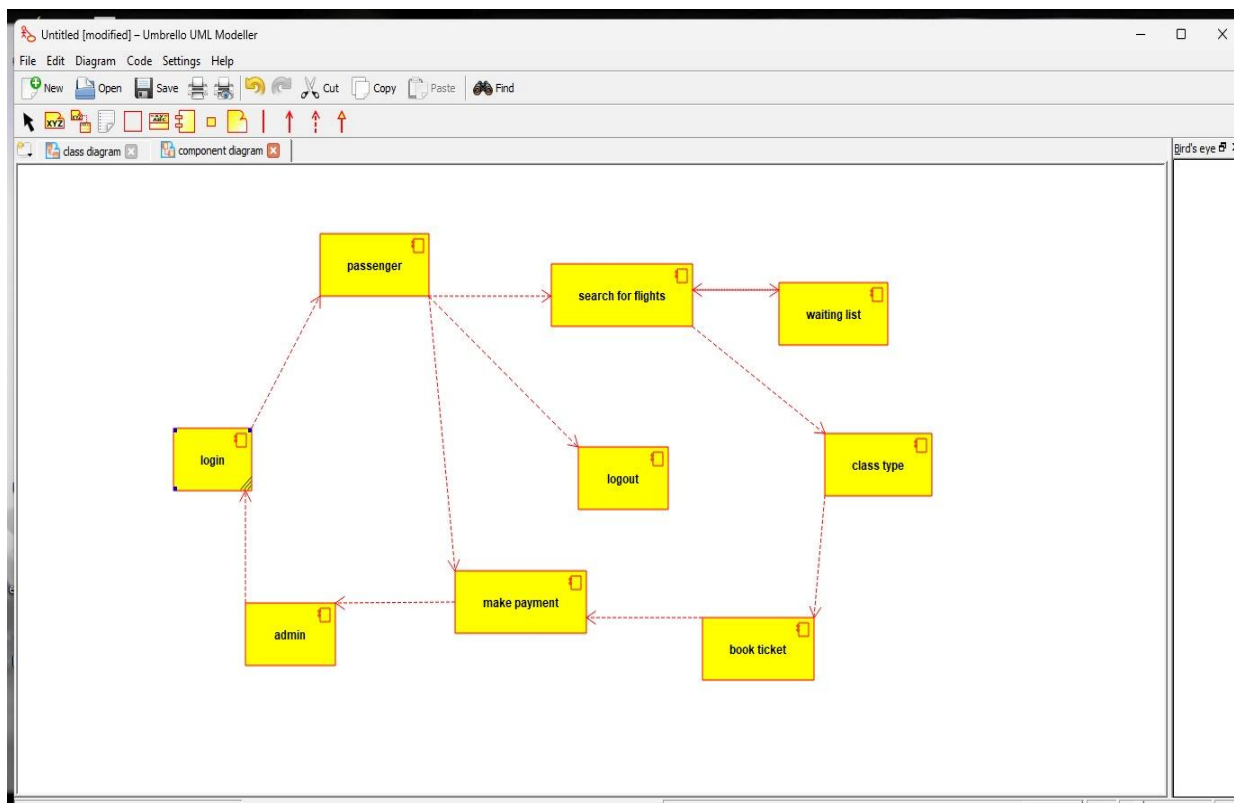 Untitled [modified] – Umbrello UML Modeller
File Edit Diagram Code Settings Help
New Open Save Cut Copy Paste Find
XYZ
class diagram component diagram Bird's eye
passenger
search for flights
waiting list
login
class type
logout
make payment
admin
book ticket